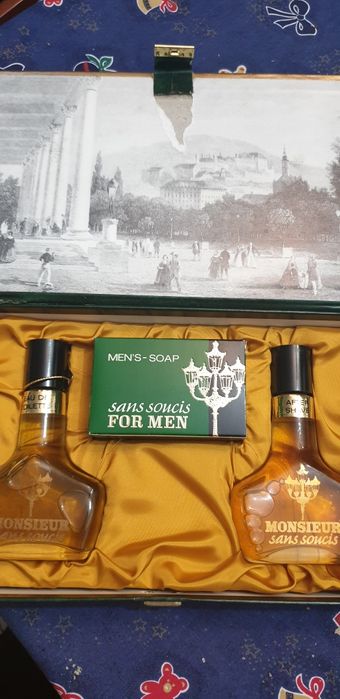 EAU DE
TOILETTE
MONSIEUR
sans soucis
MEN'S-SOAP
sans soucis
FOR MEN
AFTER
SHAVE
MONSIEUR
sans soucis